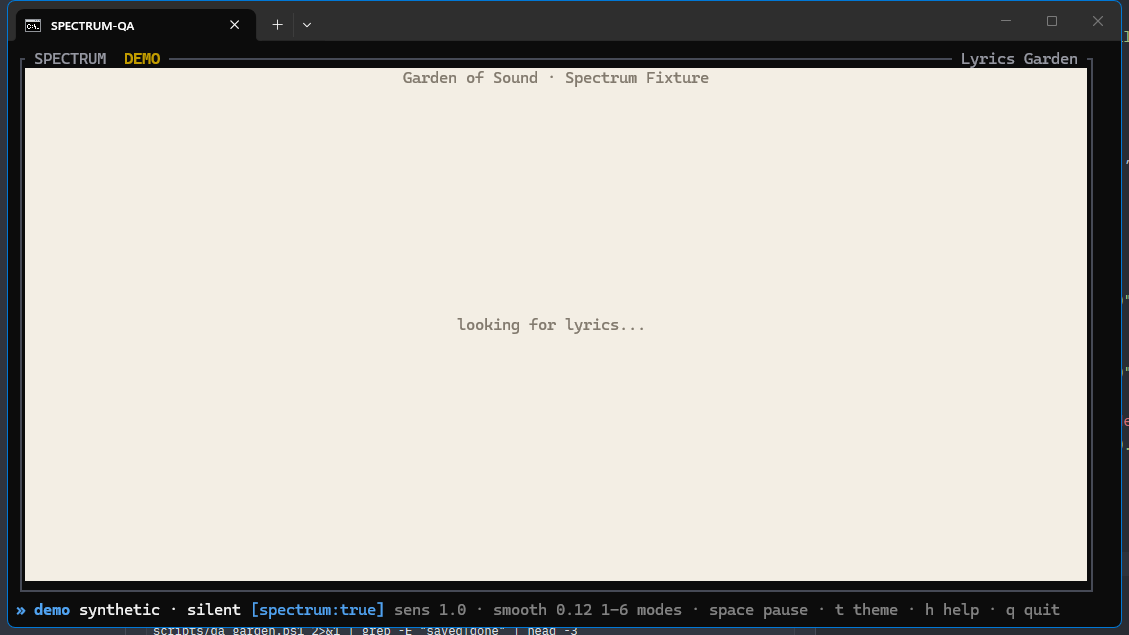 SPECTRUM-QA
SPECTRUM DEMO Lyrics Garden
Garden of Sound · Spectrum Fixture
looking for lyrics...
» demo synthetic · silent [spectrum:true] sens 1.0 · smooth 0.12 1-6 modes · space pause · t theme · h help · q quit
scripts/qa_garden.ps1 2>&1 | grep -E "saved|done" | head -3